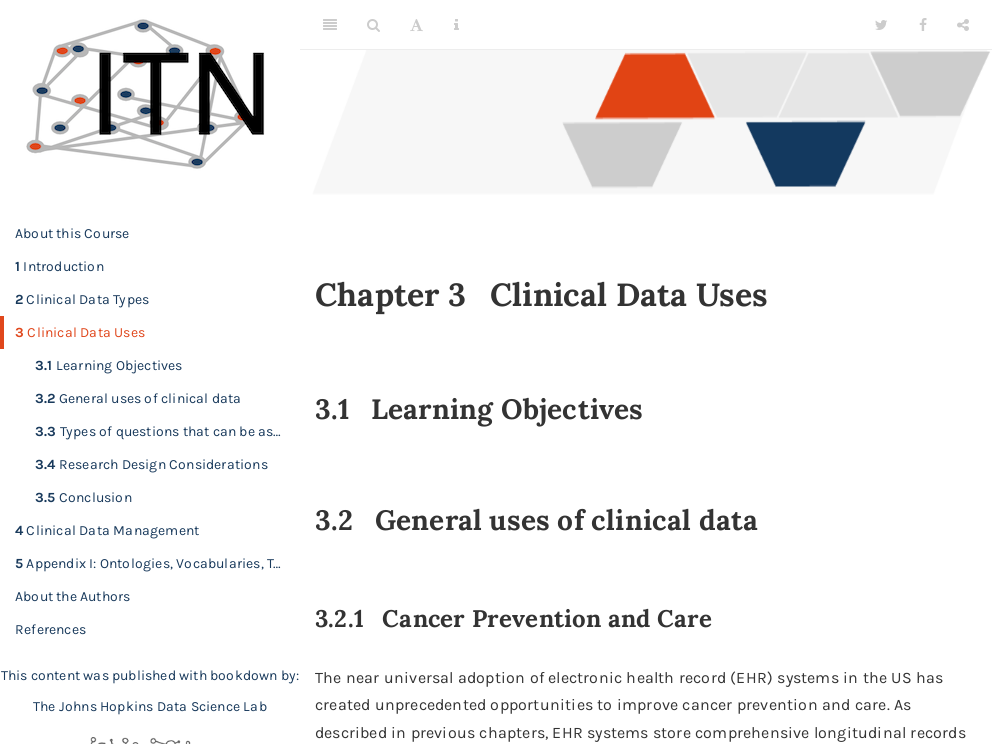 ITN
About this Course
1 Introduction
2 Clinical Data Types
3 Clinical Data Uses
3.1 Learning Objectives
3.2 General uses of clinical data
3.3 Types of questions that can be as…
3.4 Research Design Considerations
3.5 Conclusion
4 Clinical Data Management
5 Appendix I: Ontologies, Vocabularies, T…
About the Authors
References
This content was published with bookdown by:
The Johns Hopkins Data Science Lab
A
i
Chapter 3 Clinical Data Uses
3.1 Learning Objectives
3.2 General uses of clinical data
3.2.1 Cancer Prevention and Care
The near universal adoption of electronic health record (EHR) systems in the US has
created unprecedented opportunities to improve cancer prevention and care. As
described in previous chapters, EHR systems store comprehensive longitudinal records